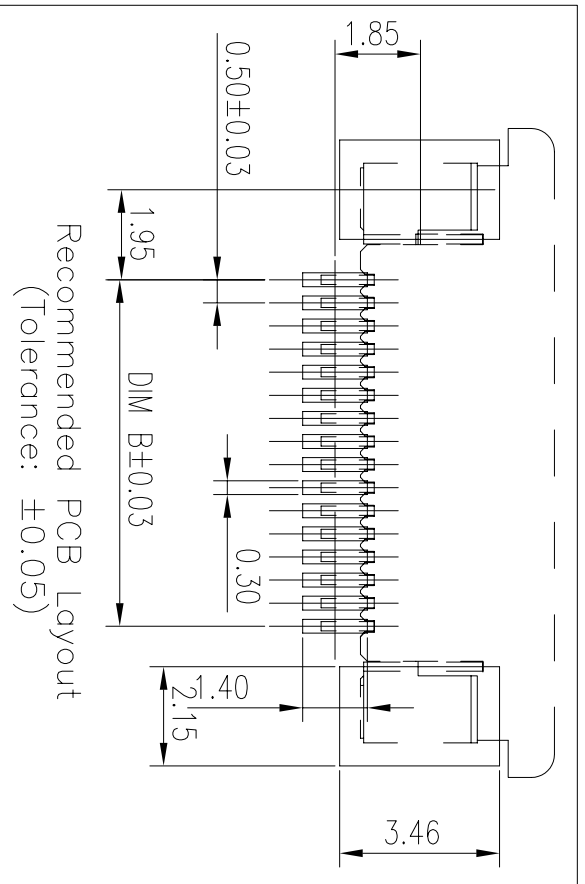 1.85
0.50±0.03
1.95
DIM B±0.03
0.30
1.40
2.15
3.46
Recommended PCB Layout
(Tolerance: ±0.05)